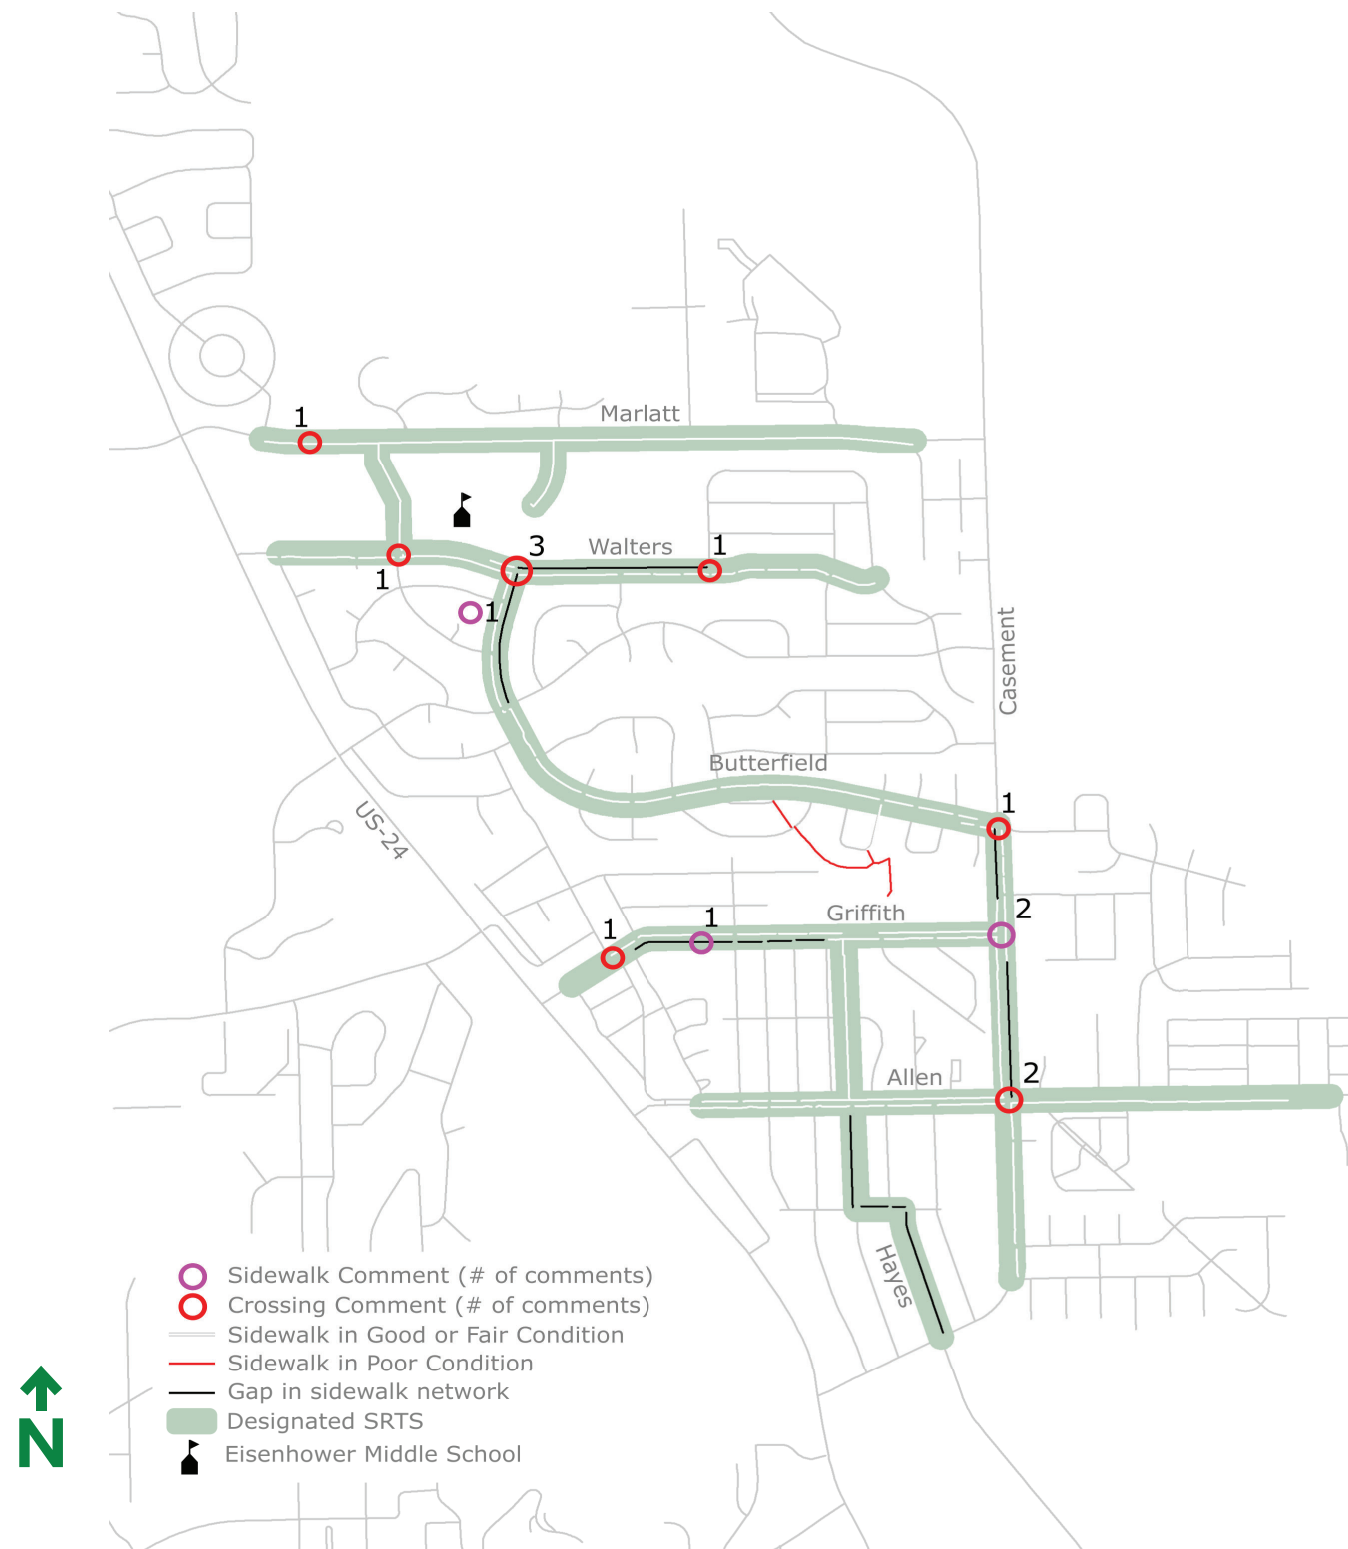 Marlatt
1
3
Walters
1
1
1
Casement
Butterfield
1
US-24
2
1
1
Griffith
2
Allen
Hayes
Sidewalk Comment (# of comments)
Crossing Comment (# of comments)
Sidewalk in Good or Fair Condition
Sidewalk in Poor Condition
Gap in sidewalk network
Designated SRTS
Eisenhower Middle School
N